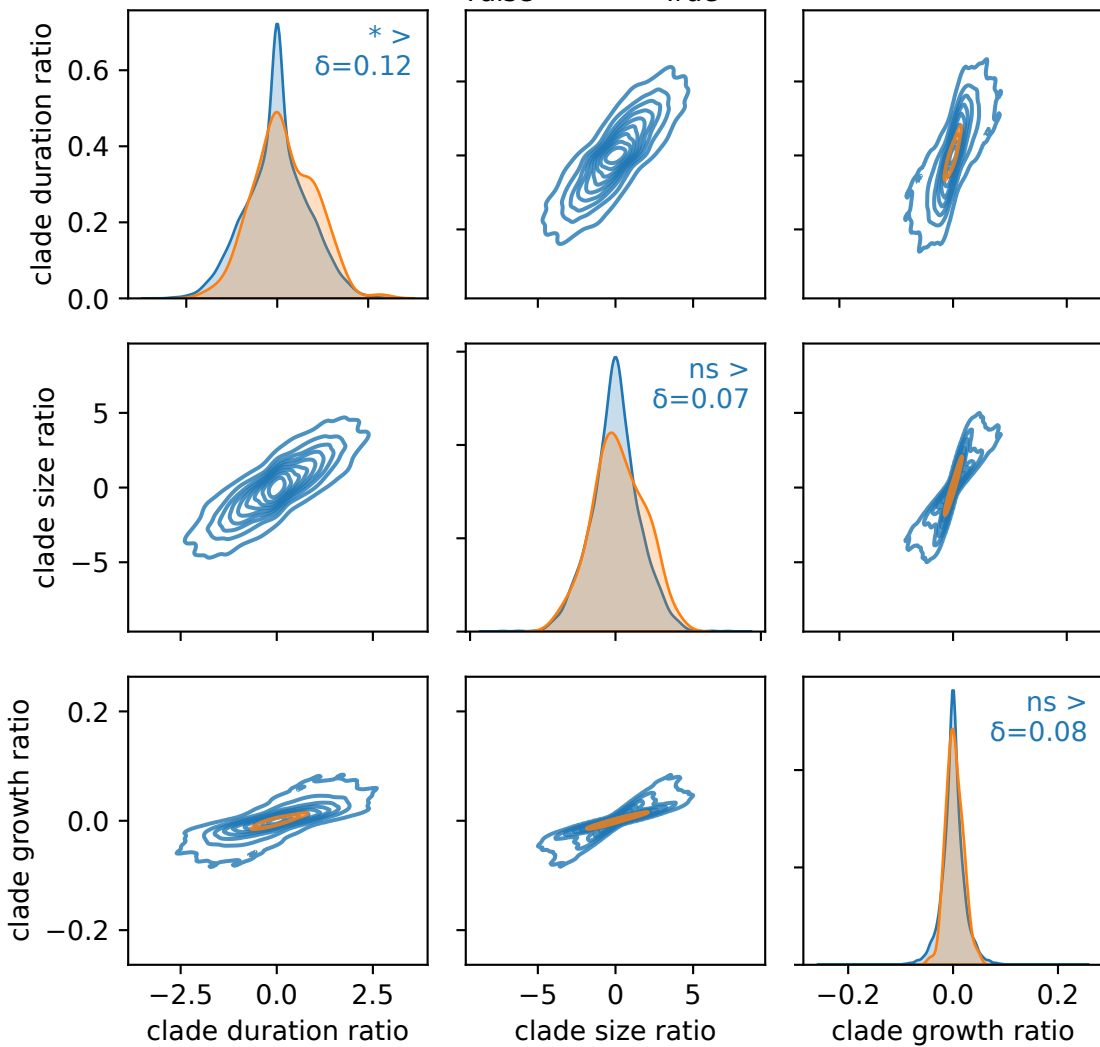 clade duration ratio
0.6
0.4
0.2
0.0
* >
δ=0.12
clade size ratio
5
0
−5
ns >
δ=0.07
clade growth ratio
0.2
0.0
−0.2
ns >
δ=0.08
−2.5 0.0 2.5
−5 0 5
−0.2 0.0 0.2
clade duration ratio
clade size ratio
clade growth ratio